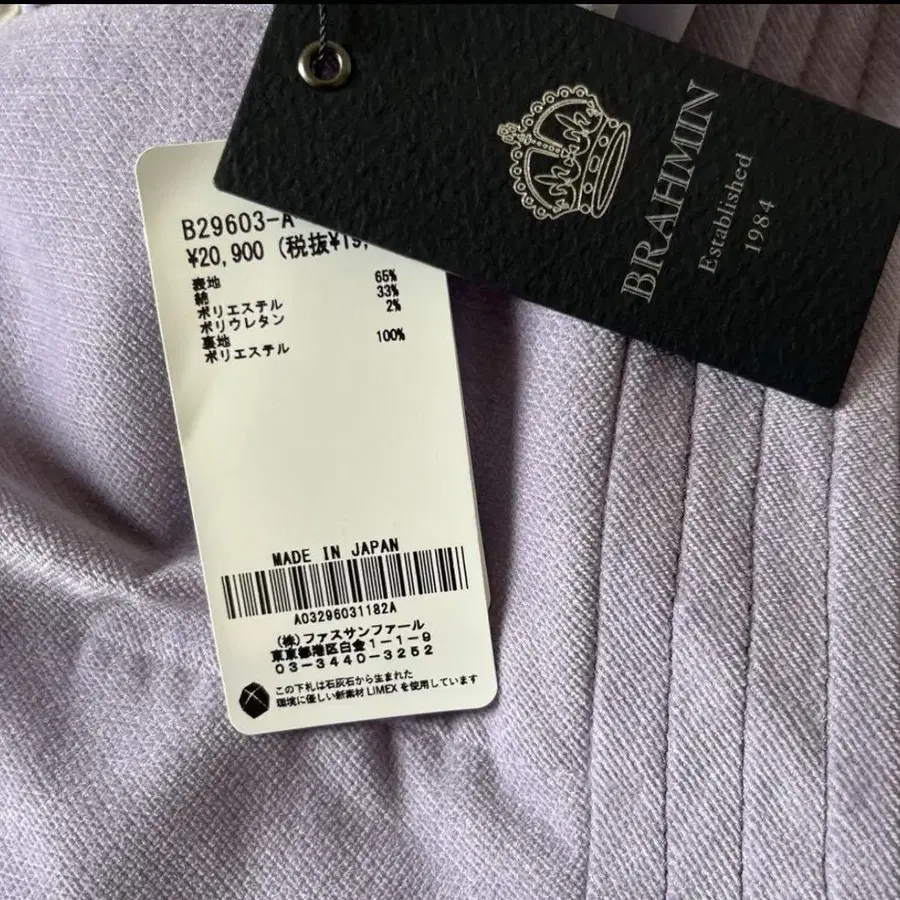 BRAHMIN
Established
1984
B29603-A
¥20,900 (税抜¥19,
表地
綿 65%
ポリエステル 33%
ポリウレタン 2%
裏地
ポリエステル 100%
MADE IN JAPAN
A03296031182A
(株)ファスサンファール
東京都港区白金1-1-9
03-3440-3252
この下札は石灰石から生まれた
環境に優しい新素材 LIMEX を使用しています